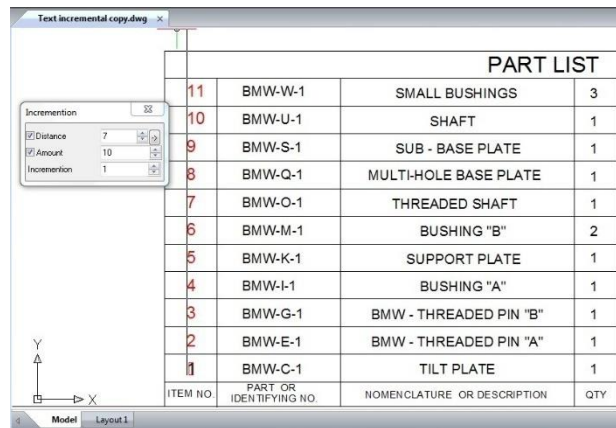 Text incremental copy.dwg
PART LIST
11 BMW-W-1 SMALL BUSHINGS 3
10 BMW-U-1 SHAFT 1
9 BMW-S-1 SUB - BASE PLATE 1
8 BMW-Q-1 MULTI-HOLE BASE PLATE 1
7 BMW-O-1 THREADED SHAFT 1
6 BMW-M-1 BUSHING "B" 2
5 BMW-K-1 SUPPORT PLATE 1
4 BMW-I-1 BUSHING "A" 1
3 BMW-G-1 BMW - THREADED PIN "B" 1
2 BMW-E-1 BMW - THREADED PIN "A" 1
1 BMW-C-1 TILT PLATE 1
ITEM NO. PART OR IDENTIFYING NO. NOMENCLATURE OR DESCRIPTION QTY
Incremention
Distance 7
Amount 10
Incremention 1
Y
X
Model Layout1